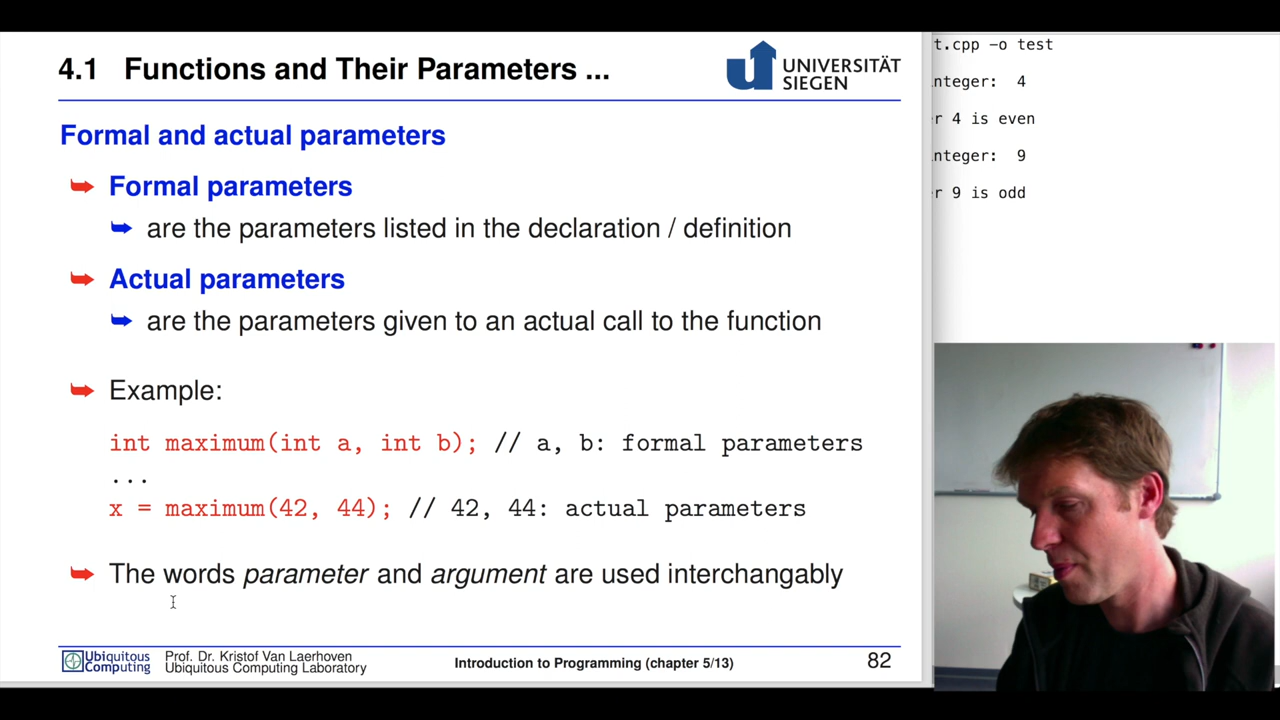 4.1 Functions and Their Parameters ...
UNIVERSITÄT
SIEGEN
Formal and actual parameters
Formal parameters
are the parameters listed in the declaration / definition
Actual parameters
are the parameters given to an actual call to the function
Example:
int maximum(int a, int b); // a, b: formal parameters
...
x = maximum(42, 44); // 42, 44: actual parameters
The words parameter and argument are used interchangably
Ubiquitous
Computing
Prof. Dr. Kristof Van Laerhoven
Ubiquitous Computing Laboratory
Introduction to Programming (chapter 5/13)
82
t.cpp -o test
nteger: 4
r 4 is even
nteger: 9
r 9 is odd